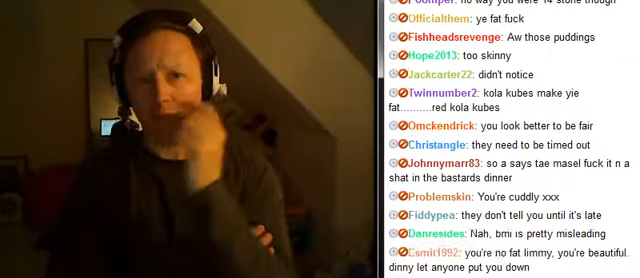 Poomper: no way you were 14 stone though
Officialthem: ye fat fuck
Fishheadsrevenge: Aw those puddings
Hope2013: too skinny
Jackcarter22: didn't notice
Twinnumber2: kola kubes make yie
fat..........red kola kubes
Omckendrick: you look better to be fair
Christangle: they need to be timed out
Johnnymarr83: so a says tae masel fuck it n a
shat in the bastards dinner
Problemskin: You're cuddly xxx
Fiddypea: they don't tell you until it's late
Danresides: Nah, bmi is pretty misleading
Esmit1992: you're no fat limmy, you're beautiful.
dinny let anyone put you down